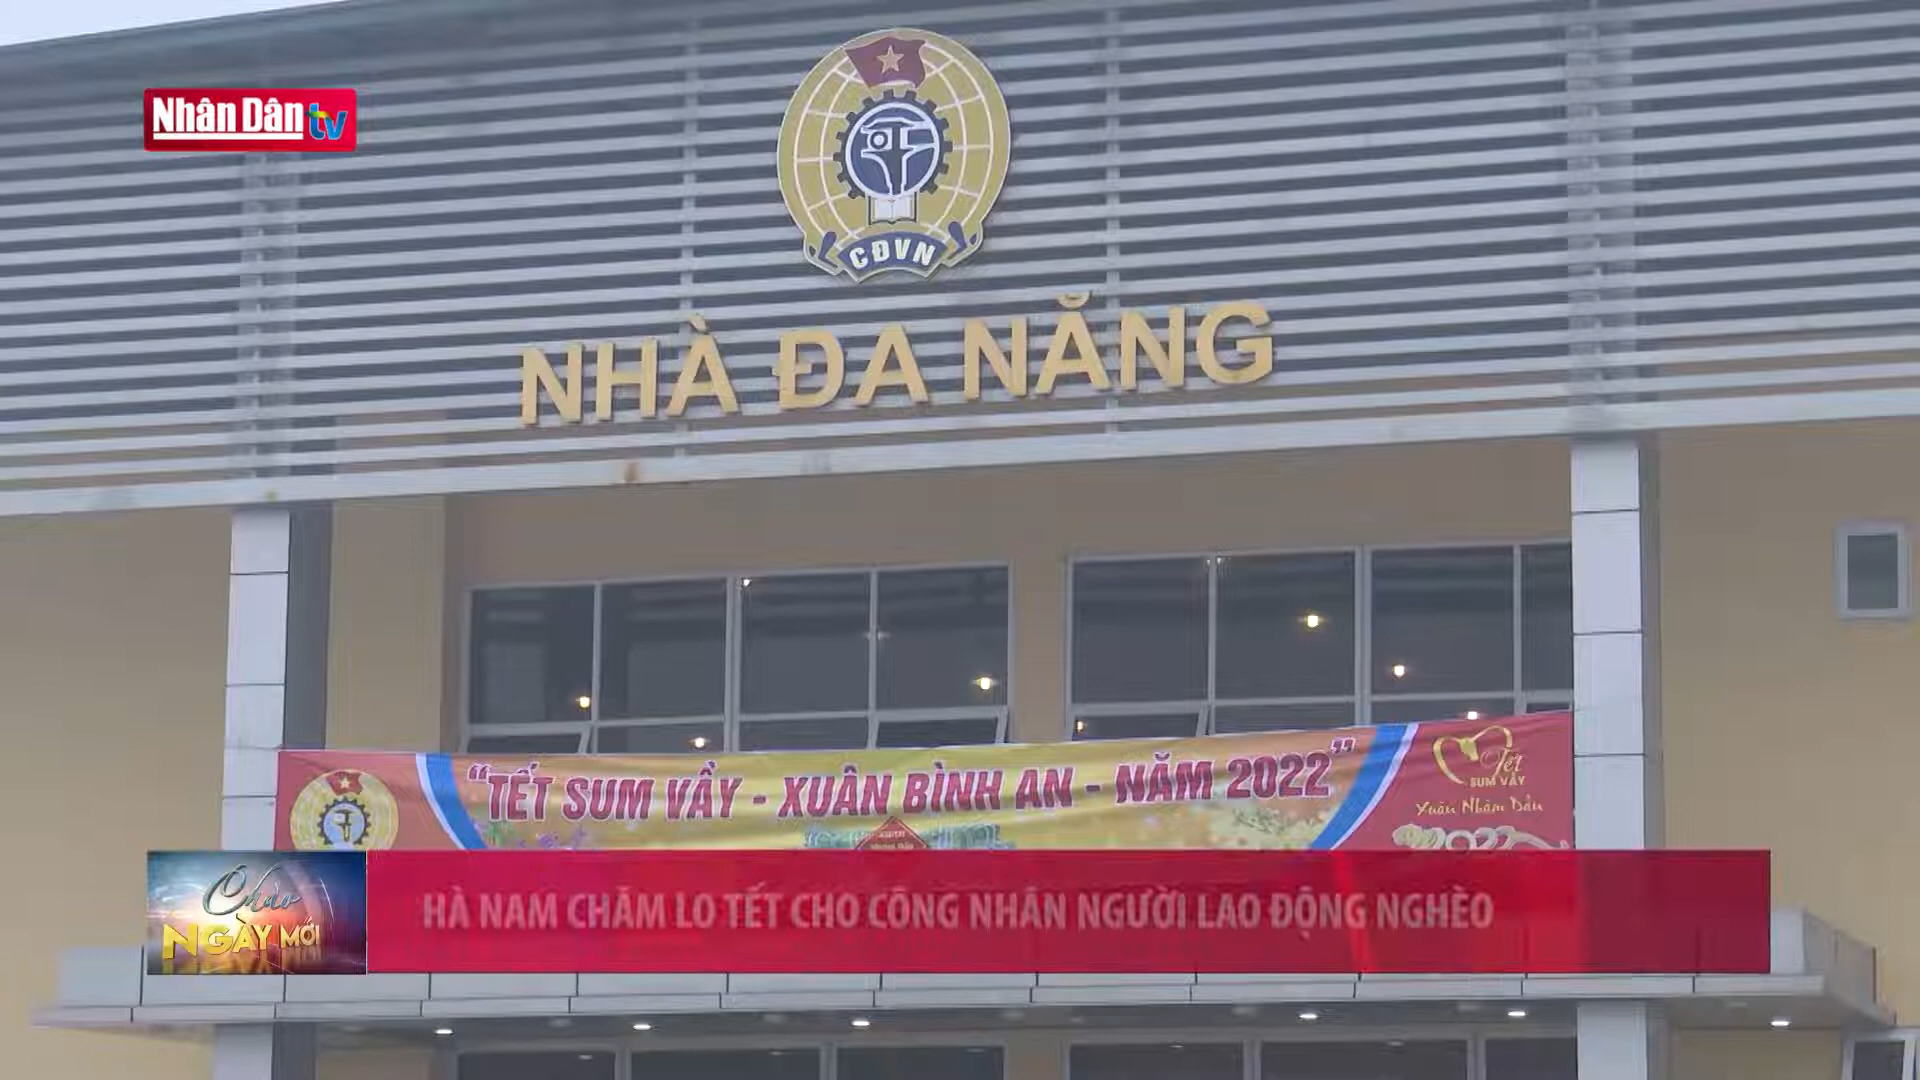 Nhân Dân tv
CĐVN
NHÀ ĐA NĂNG
"TẾT SUM VẦY - XUÂN BÌNH AN - NĂM 2022"
Tết
SUM VẦY
Xuân Nhâm Dần
2022
Chào
NGÀY MỚI
HÀ NAM CHĂM LO TẾT CHO CÔNG NHÂN NGƯỜI LAO ĐỘNG NGHÈO